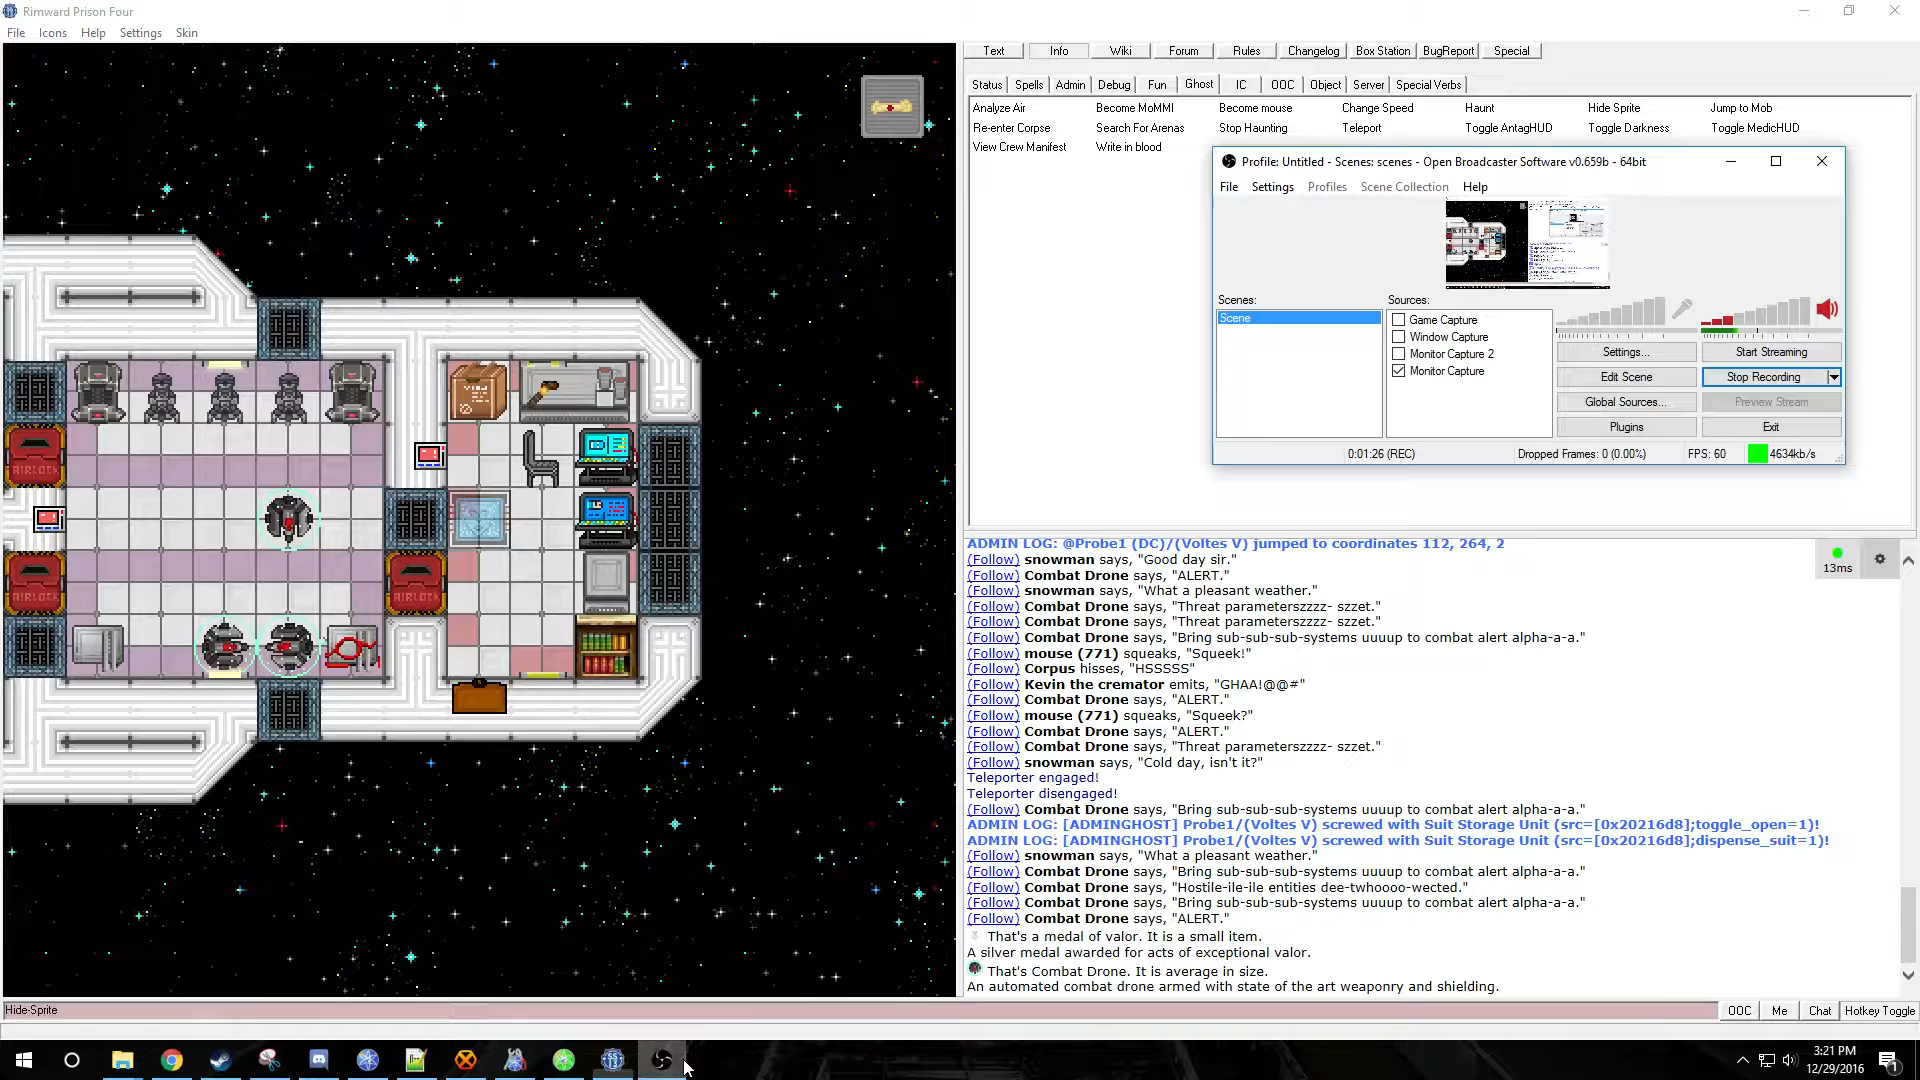 Rimward Prison Four
File Icons Help Settings Skin
Text Info Wiki Forum Rules Changelog Box Station BugReport Special
Status Spells Admin Debug Fun Ghost IC OOC Object Server Special Verbs
Analyze Air Become MoMMI Become mouse Change Speed Haunt Hide Sprite Jump to Mob
Re-enter Corpse Search For Arenas Stop Haunting Teleport Toggle AntagHUD Toggle Darkness Toggle MedicHUD
View Crew Manifest Write in blood
Profile: Untitled - Scenes: scenes - Open Broadcaster Software v0.659b - 64bit
File Settings Profiles Scene Collection Help
Scenes: Sources:
Scene
Game Capture
Window Capture
Monitor Capture 2
Monitor Capture
Settings... Start Streaming
Edit Scene Stop Recording
Global Sources... Preview Stream
Plugins Exit
0:01:26 (REC) Dropped Frames: 0 (0.00%) FPS: 60 4634kb/s
AIRLOCK
AIRLOCK
AIRLOCK
ADMIN LOG: @Probe1 (DC)/(Voltes V) jumped to coordinates 112, 264, 2
13ms
(Follow) snowman says, "Good day sir."
(Follow) Combat Drone says, "ALERT."
(Follow) snowman says, "What a pleasant weather."
(Follow) Combat Drone says, "Threat parameterszzzz- szzet."
(Follow) Combat Drone says, "Threat parameterszzzz- szzet."
(Follow) Combat Drone says, "Bring sub-sub-sub-systems uuuup to combat alert alpha-a-a."
(Follow) mouse (771) squeaks, "Squeek!"
(Follow) Corpus hisses, "HSSSSS"
(Follow) Kevin the cremator emits, "GHAA!@@#"
(Follow) Combat Drone says, "ALERT."
(Follow) mouse (771) squeaks, "Squeek?"
(Follow) Combat Drone says, "ALERT."
(Follow) Combat Drone says, "Threat parameterszzzz- szzet."
(Follow) snowman says, "Cold day, isn't it?"
Teleporter engaged!
Teleporter disengaged!
(Follow) Combat Drone says, "Bring sub-sub-sub-systems uuuup to combat alert alpha-a-a."
ADMIN LOG: [ADMINGHOST] Probe1/(Voltes V) screwed with Suit Storage Unit (src=[0x20216d8];toggle_open=1)!
ADMIN LOG: [ADMINGHOST] Probe1/(Voltes V) screwed with Suit Storage Unit (src=[0x20216d8];dispense_suit=1)!
(Follow) snowman says, "What a pleasant weather."
(Follow) Combat Drone says, "Bring sub-sub-sub-systems uuuup to combat alert alpha-a-a."
(Follow) Combat Drone says, "Hostile-ile-ile entities dee-twhoooo-wected."
(Follow) Combat Drone says, "Bring sub-sub-sub-systems uuuup to combat alert alpha-a-a."
(Follow) Combat Drone says, "ALERT."
That's a medal of valor. It is a small item.
A silver medal awarded for acts of exceptional valor.
That's Combat Drone. It is average in size.
An automated combat drone armed with state of the art weaponry and shielding.
Hide-Sprite
OOC Me Chat Hotkey Toggle
3:21 PM
12/29/2016